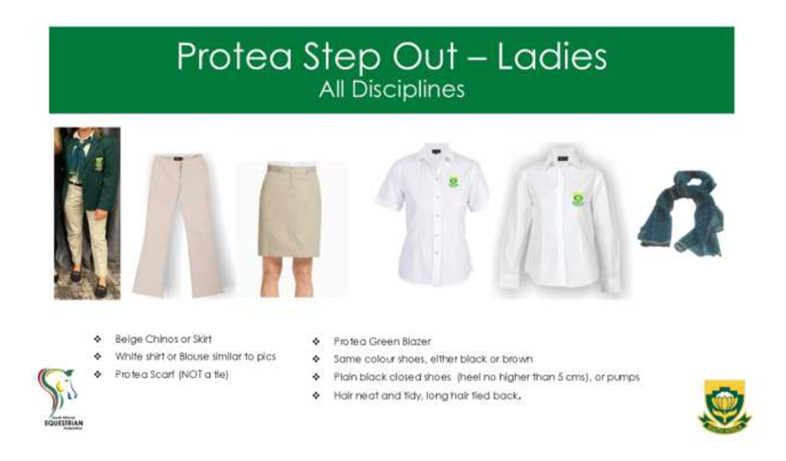 Protea Step Out – Ladies
All Disciplines
❖ Beige Chinos or Skirt
❖ White shirt or Blouse similar to pics
❖ Protea Scarf (NOT a tie)
❖ Protea Green Blazer
❖ Same colour shoes, either black or brown
❖ Plain black closed shoes (heel no higher than 5 cms), or pumps
❖ Hair neat and tidy, long hair tied back.
South African
EQUESTRIAN
SOUTH AFRICA